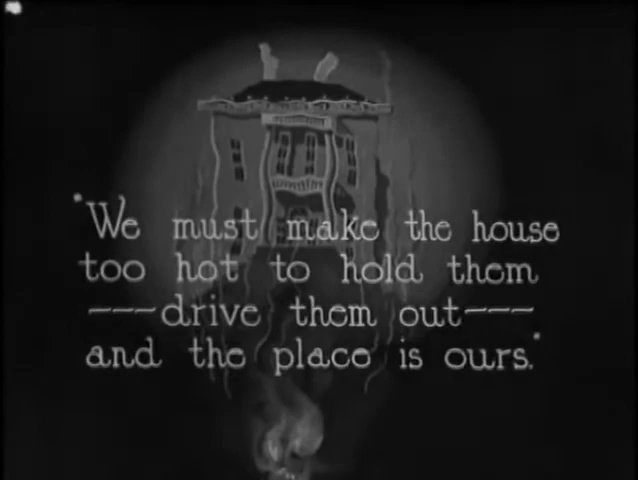 "We must make the house
too hot to hold them
---drive them out---
and the place is ours."